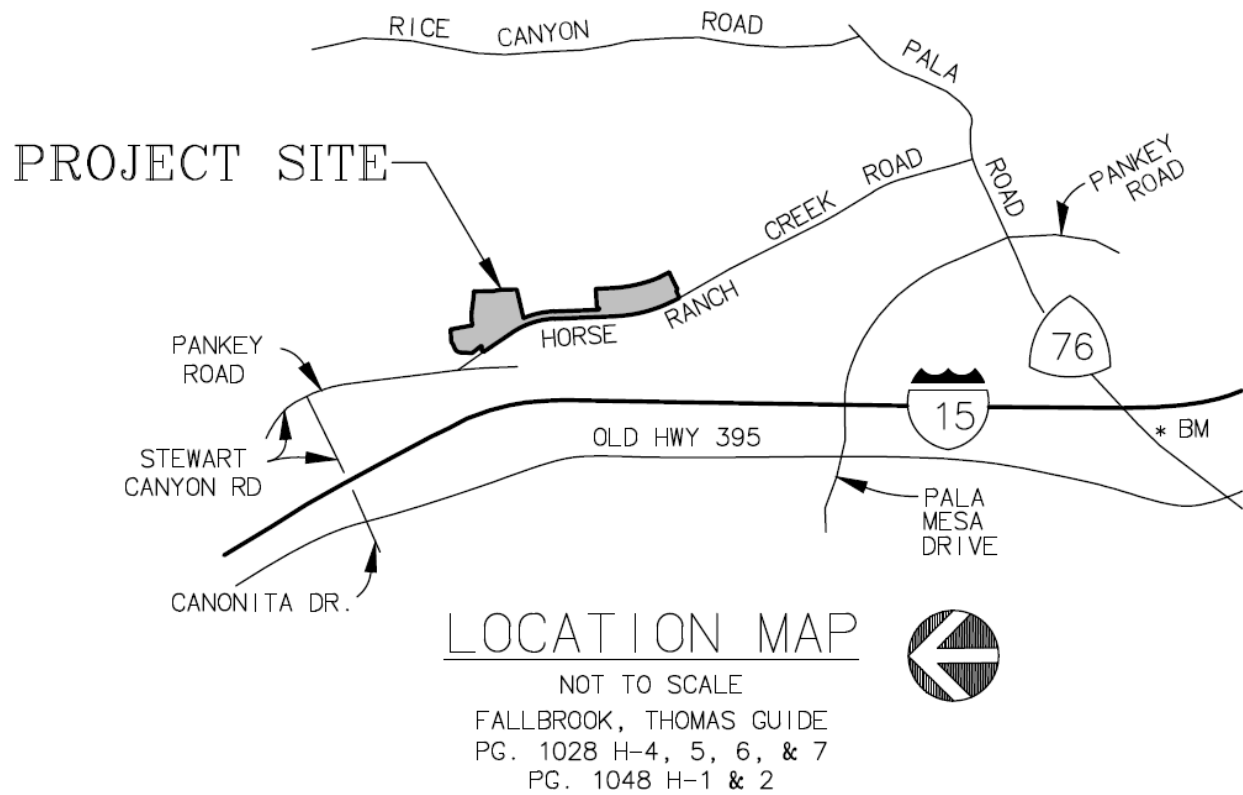 RICE CANYON ROAD
PALA ROAD
PROJECT SITE
PANKEY
ROAD
HORSE RANCH CREEK ROAD
PANKEY
ROAD
76
15
OLD HWY 395
* BM
STEWART
CANYON RD
PALA
MESA
DRIVE
CANONITA DR.
LOCATION MAP
NOT TO SCALE
FALLBROOK, THOMAS GUIDE
PG. 1028 H-4, 5, 6, & 7
PG. 1048 H-1 & 2